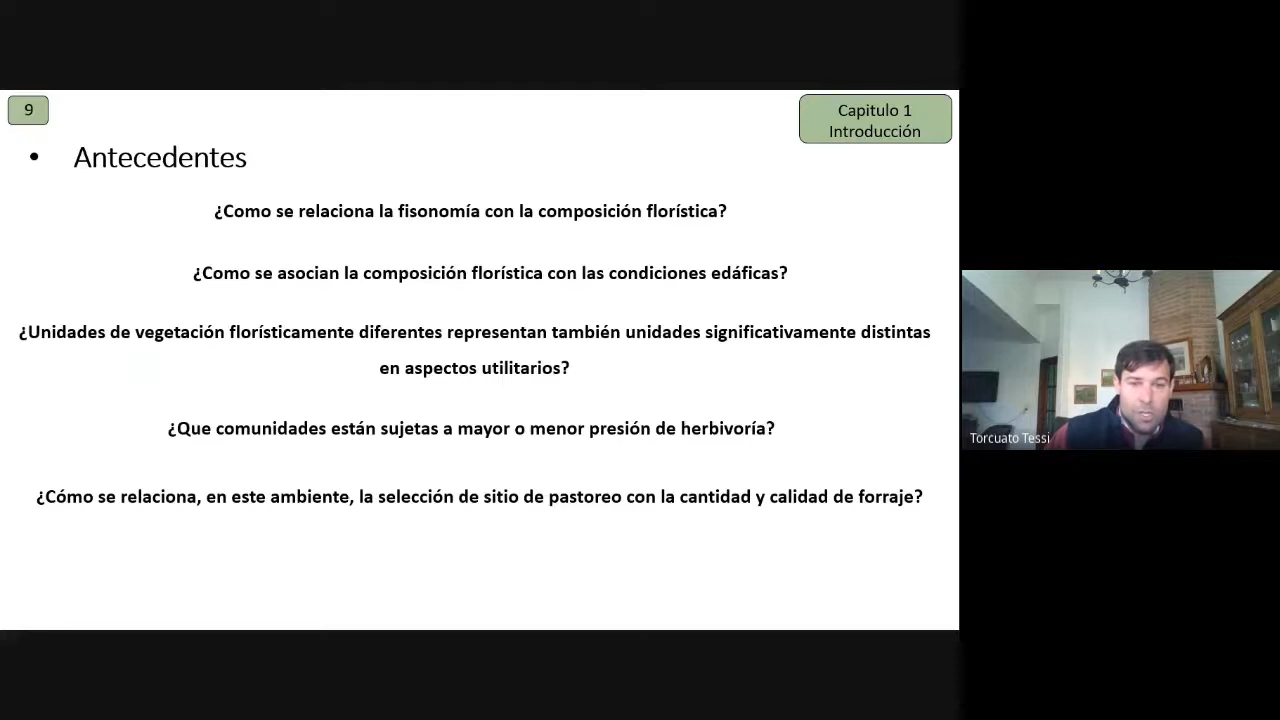 9
Capitulo 1
Introducción
• Antecedentes
¿Como se relaciona la fisonomía con la composición florística?
¿Como se asocian la composición florística con las condiciones edáficas?
¿Unidades de vegetación florísticamente diferentes representan también unidades significativamente distintas
en aspectos utilitarios?
¿Que comunidades están sujetas a mayor o menor presión de herbivoría?
¿Cómo se relaciona, en este ambiente, la selección de sitio de pastoreo con la cantidad y calidad de forraje?
Torcuato Tessi